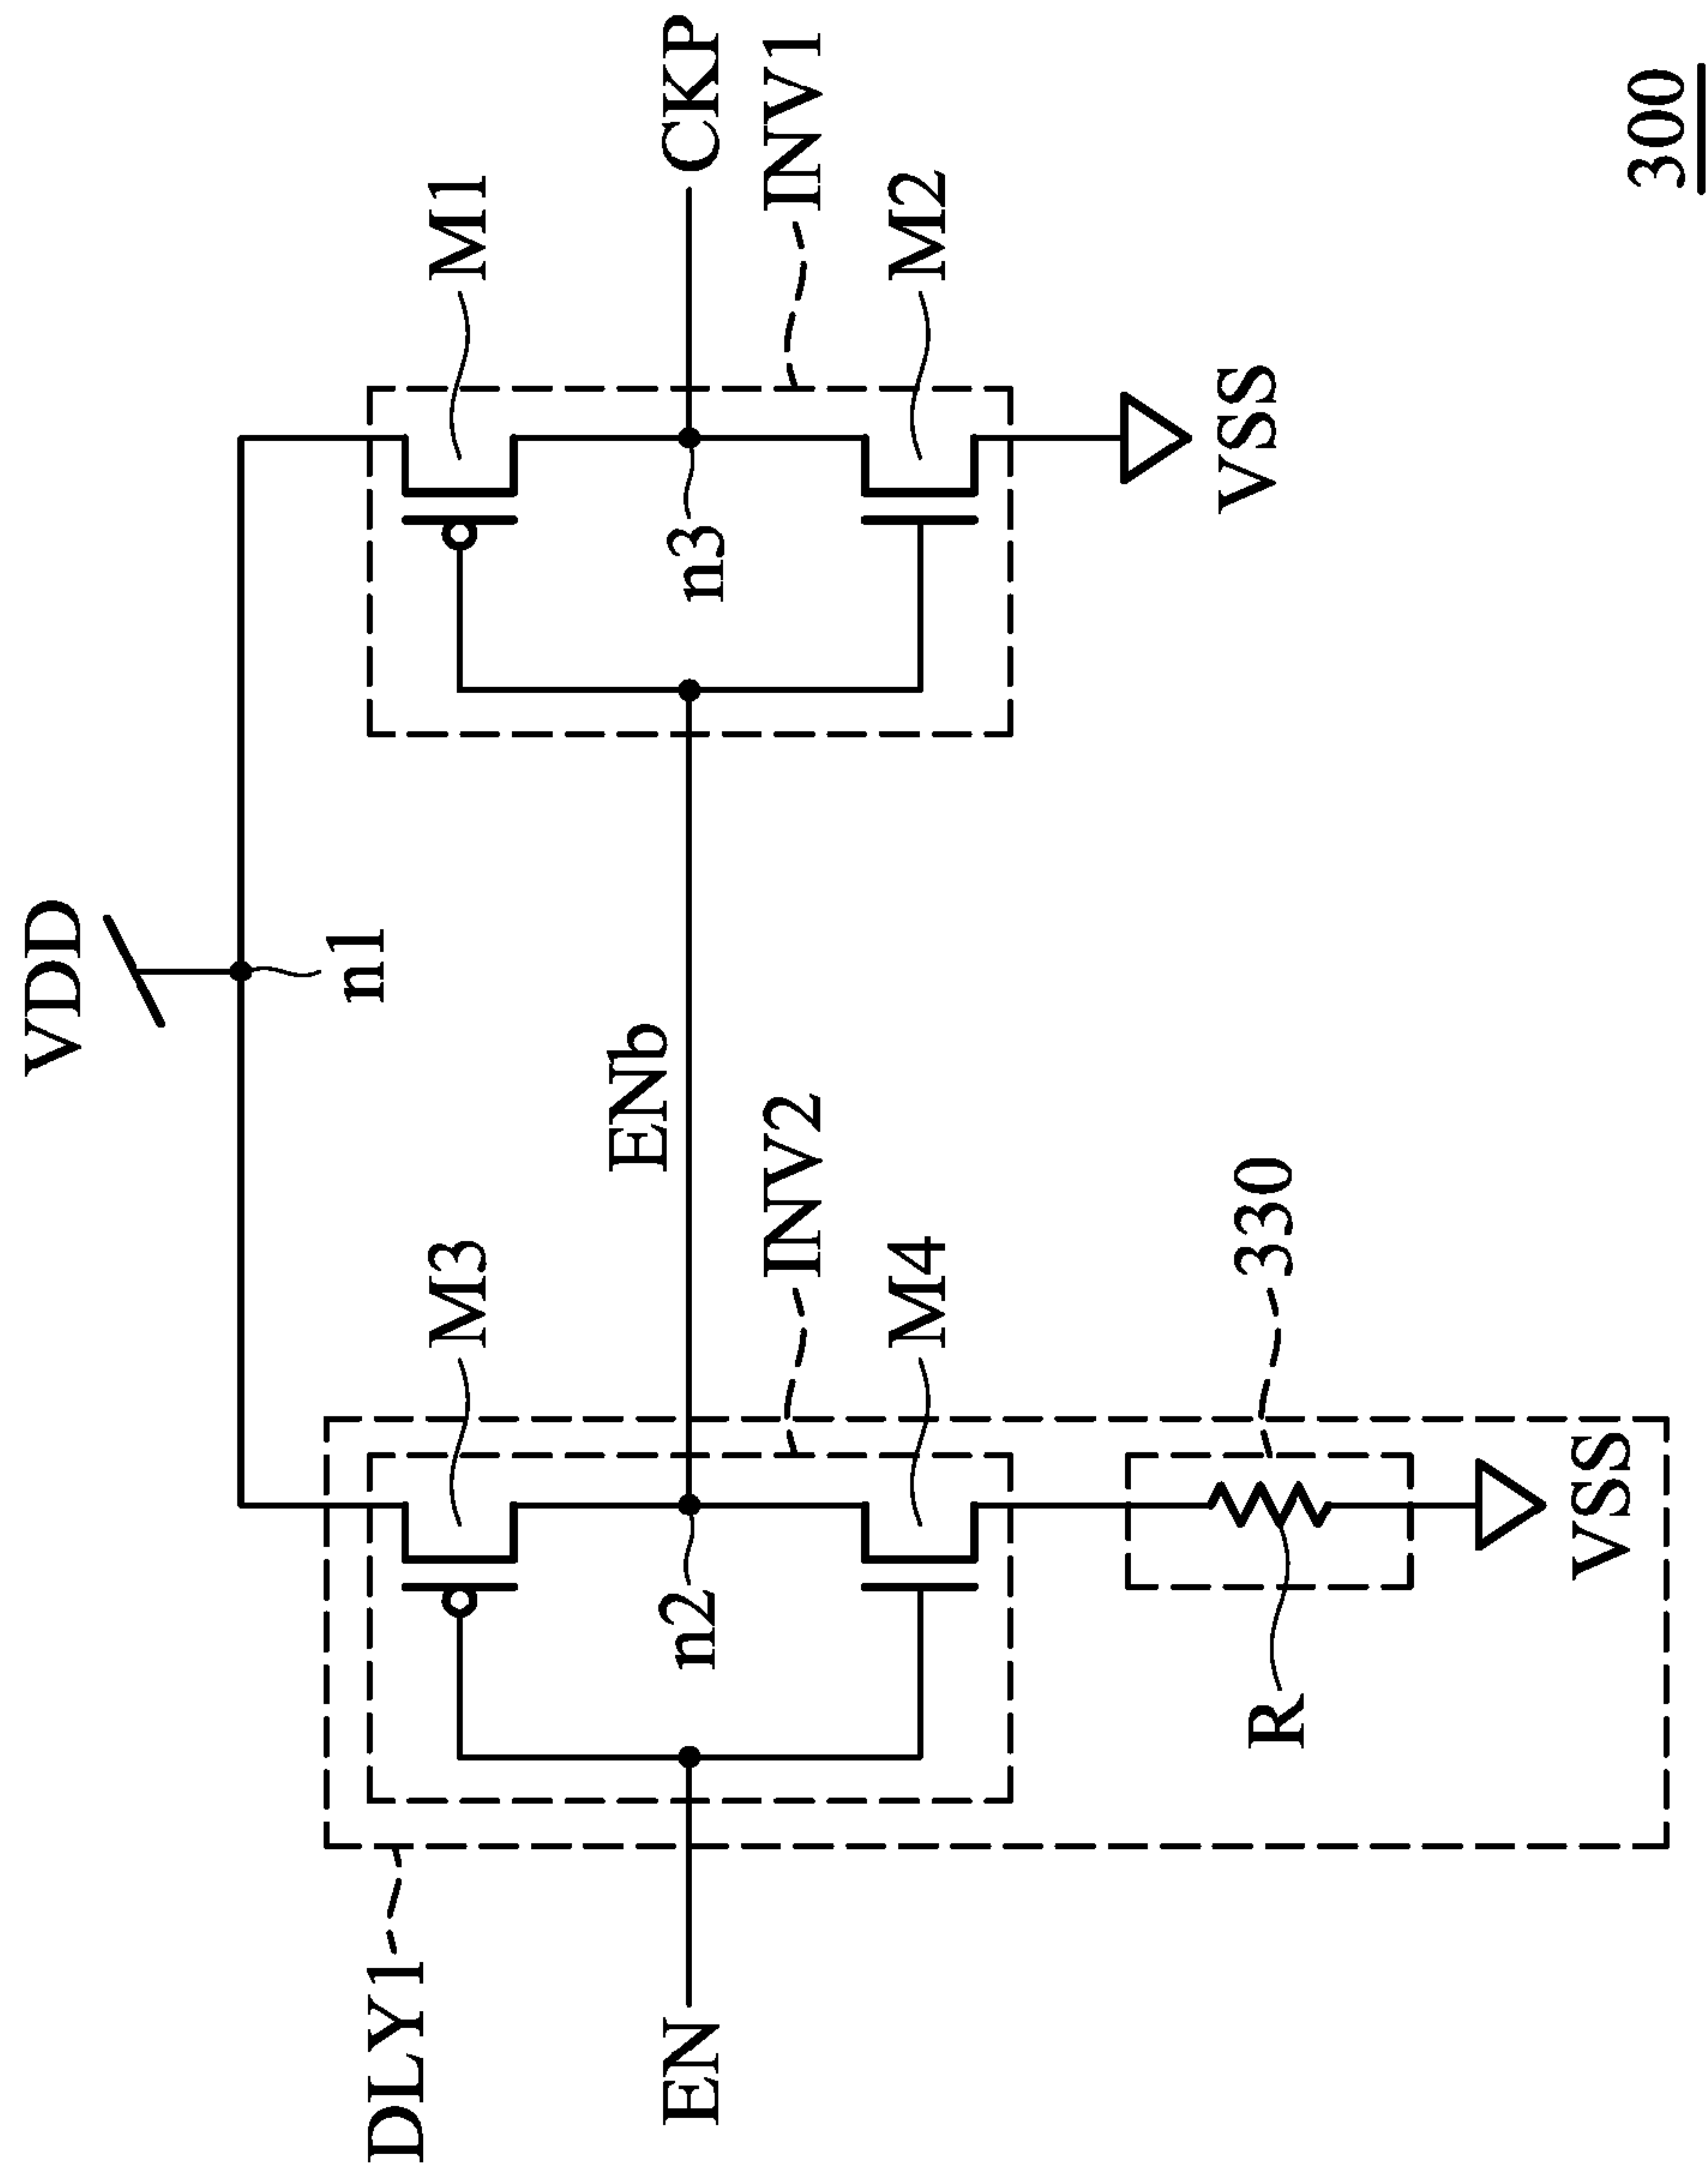 VDD
n1
DLY1
M3
M1
EN
n2
ENb
n3
CKP
INV2
INV1
M4
M2
R
330
VSS
VSS
300